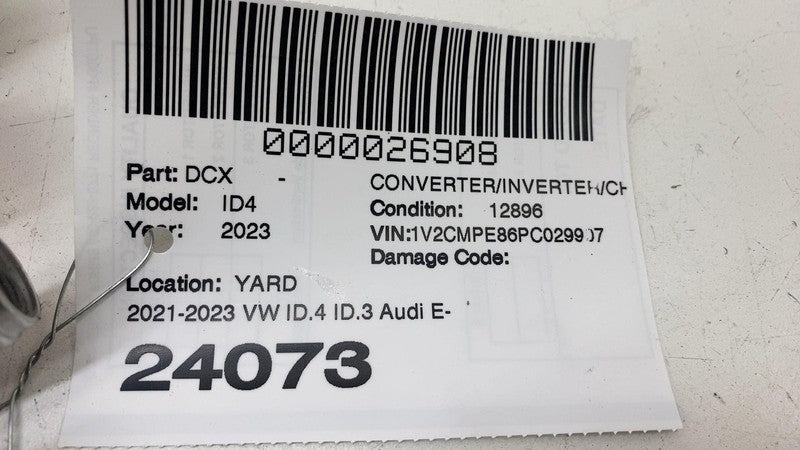 0000026908
Part: DCX - CONVERTER/INVERTER/CH
Model: ID4 Condition: 12896
Year: 2023
Damage Code:
Location: YARD
2021-2023 VW ID.4 ID.3 Audi E-
24073